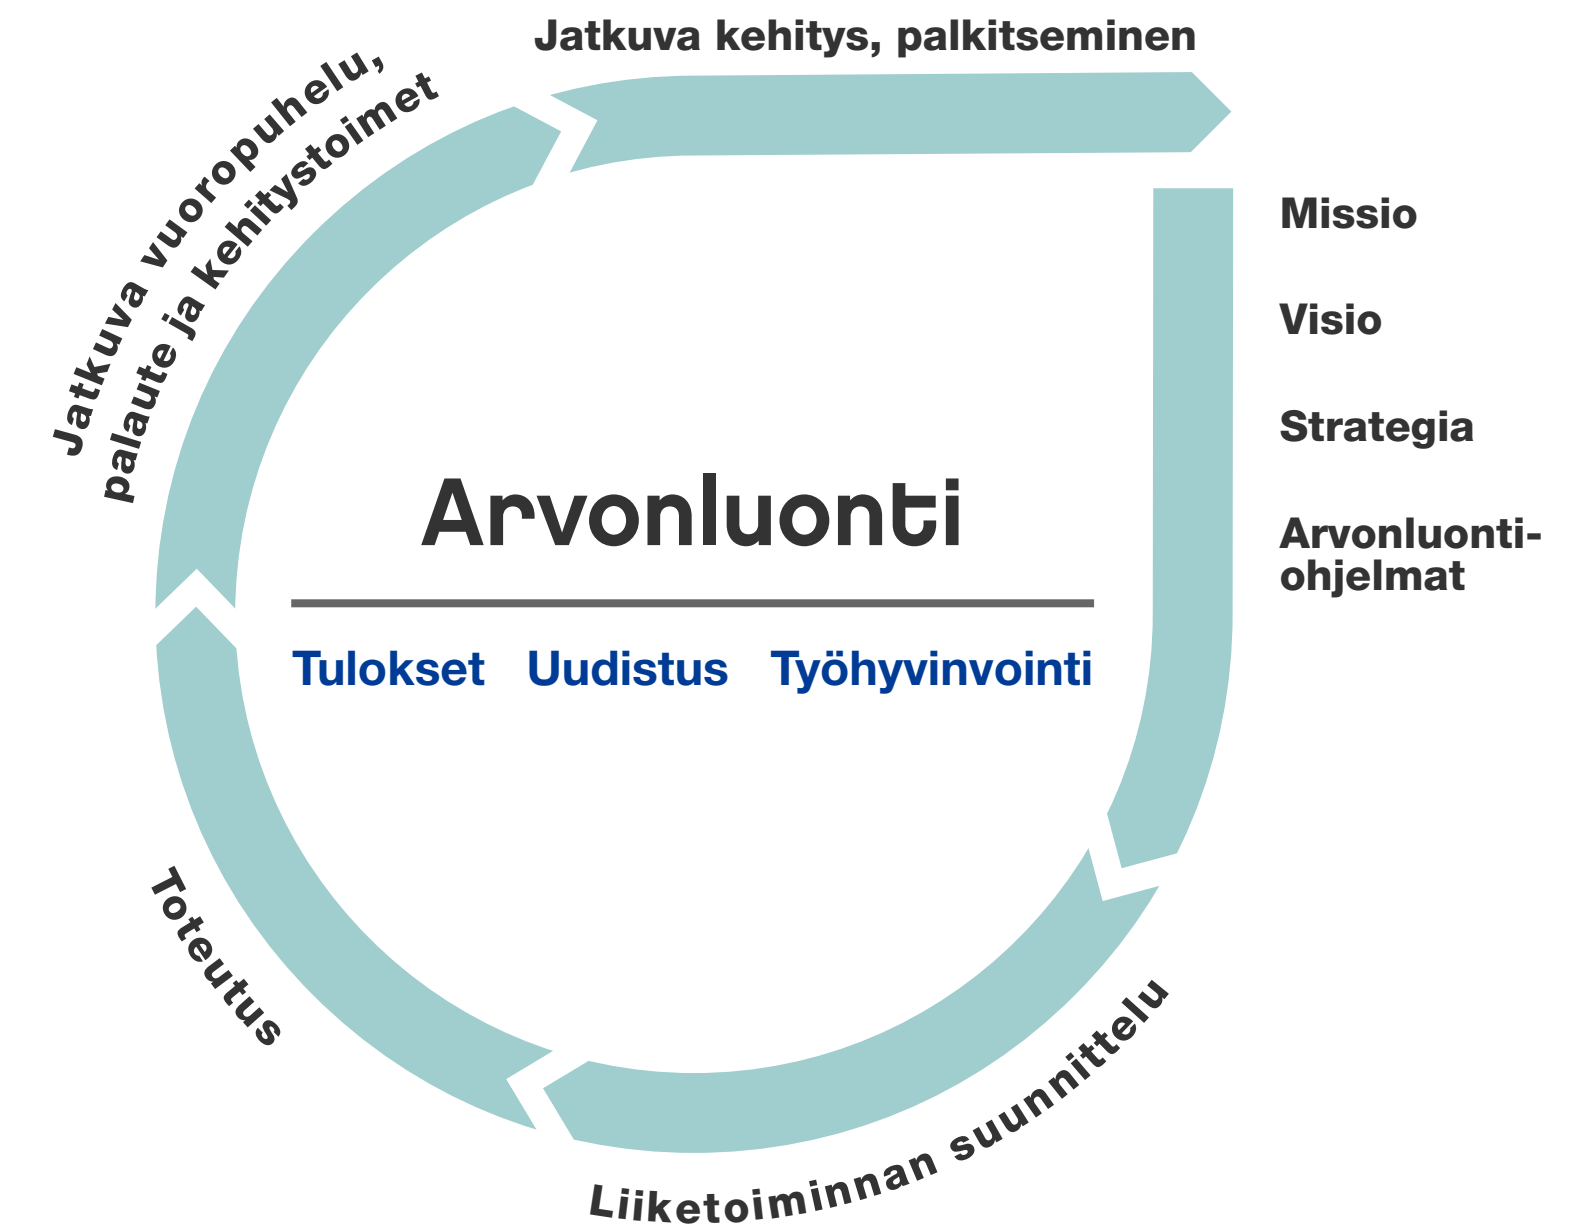 Jatkuva kehitys, palkitseminen
Missio
Visio
Strategia
Arvonluonti-
ohjelmat
Liiketoiminnan suunnittelu
Toteutus
Jatkuva vuoropuhelu,
palaute ja kehitystoimet
Arvonluonti
Tulokset Uudistus Työhyvinvointi